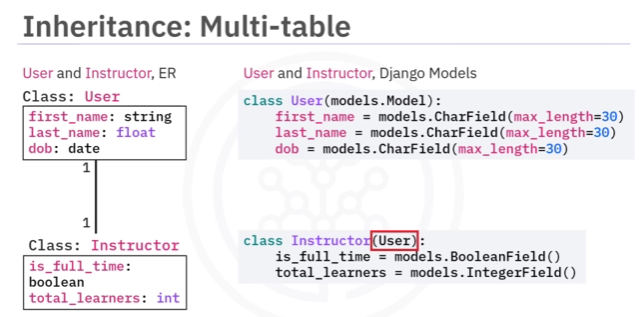 Inheritance: Multi-table
User and Instructor, ER
Class: User
first_name: string
last_name: float
dob: date
1
1
Class: Instructor
is_full_time:
boolean
total_learners: int
User and Instructor, Django Models
class User(models.Model):
    first_name = models.CharField(max_length=30)
    last_name = models.CharField(max_length=30)
    dob = models.CharField(max_length=30)
class Instructor(User):
    is_full_time = models.BooleanField()
    total_learners = models.IntegerField()